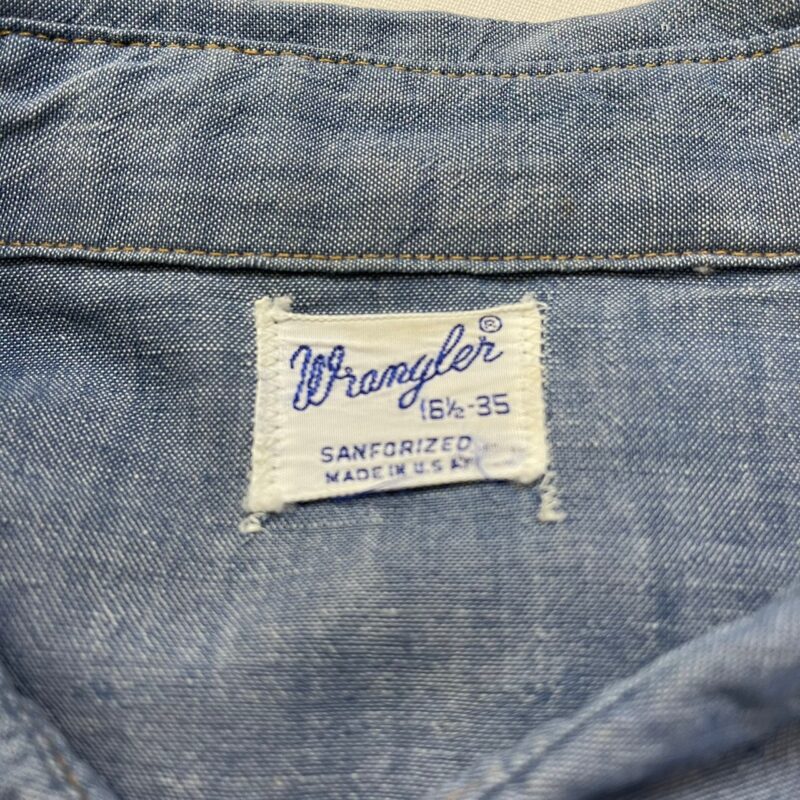 Wrangler®
16½-35
SANFORIZED
MADE IN U.S.A.